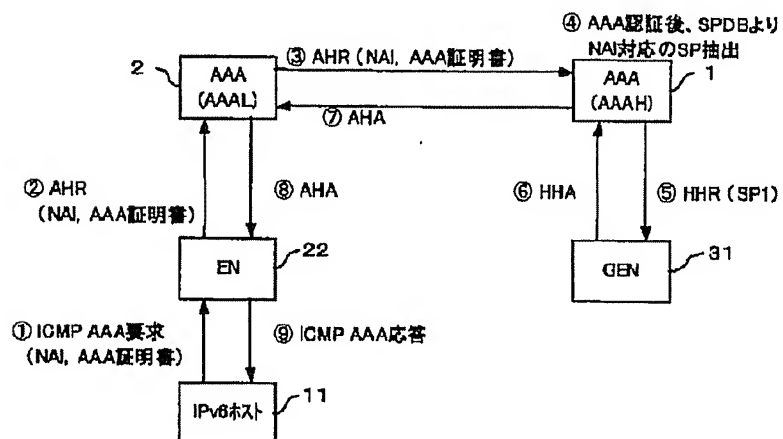 ④ AAA認証後、SPDBより
NAI対応のSP抽出
③ AHR (NAI, AAA証明書)
2
AAA
(AAAL)
AAA
(AAAH)
1
⑦ AHA
② AHR
(NAI, AAA証明書)
⑧ AHA
⑥ HHA
⑤ HHR (SP1)
EN
22
GEN
31
① ICMP AAA要求
(NAI, AAA証明書)
⑨ ICMP AAA応答
IPv6ホスト
11